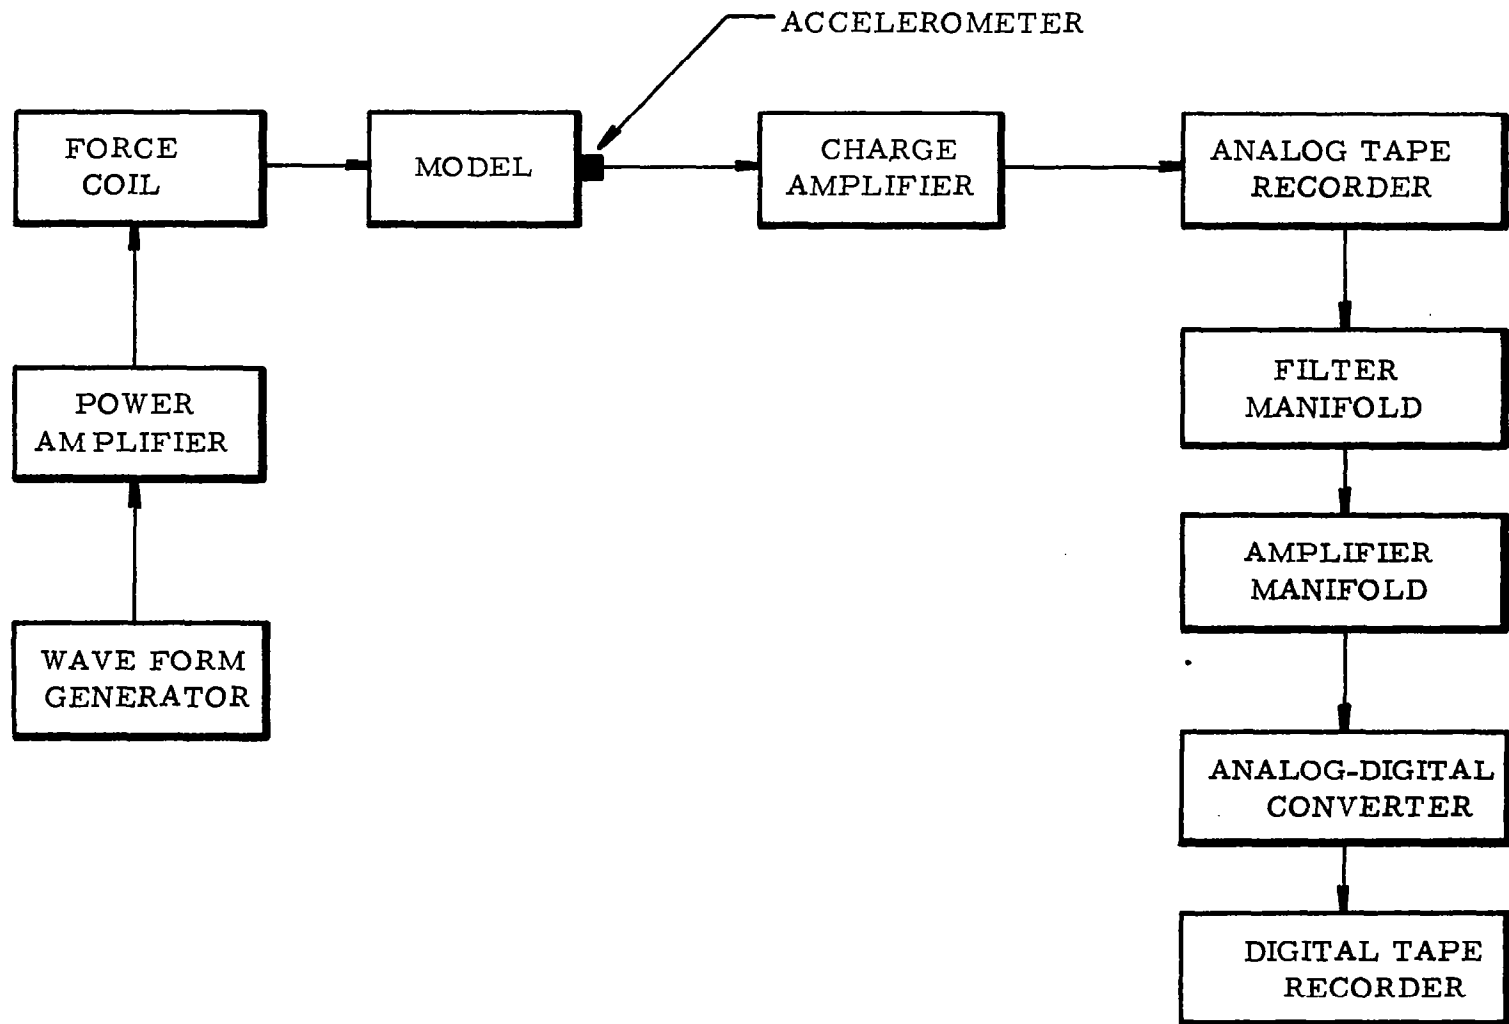 ACCELEROMETER
FORCE
COIL
MODEL
CHARGE
AMPLIFIER
ANALOG TAPE
RECORDER
POWER
AMPLIFIER
FILTER
MANIFOLD
AMPLIFIER
MANIFOLD
WAVE FORM
GENERATOR
ANALOG-DIGITAL
CONVERTER
DIGITAL TAPE
RECORDER